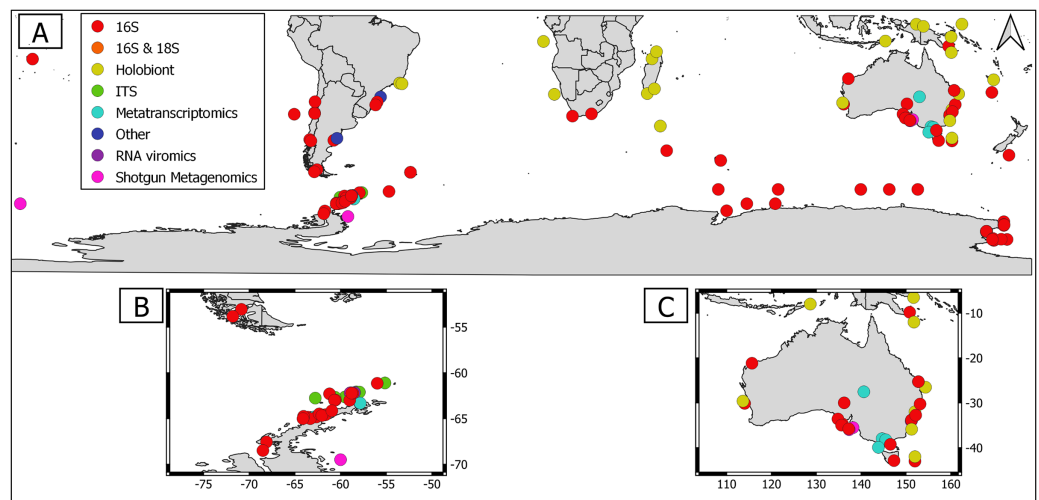 A
16S
16S & 18S
Holobiont
ITS
Metatranscriptomics
Other
RNA viromics
Shotgun Metagenomics
B
-55
-60
-65
-70
-75
-70
-65
-60
-55
-50
C
-10
-20
-30
-40
110
120
130
140
150
160